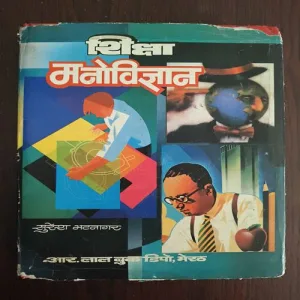 शिक्षा
मनोविज्ञान
सुरेश भटनागर
आर. लाल बुक डिपो, मेरठ